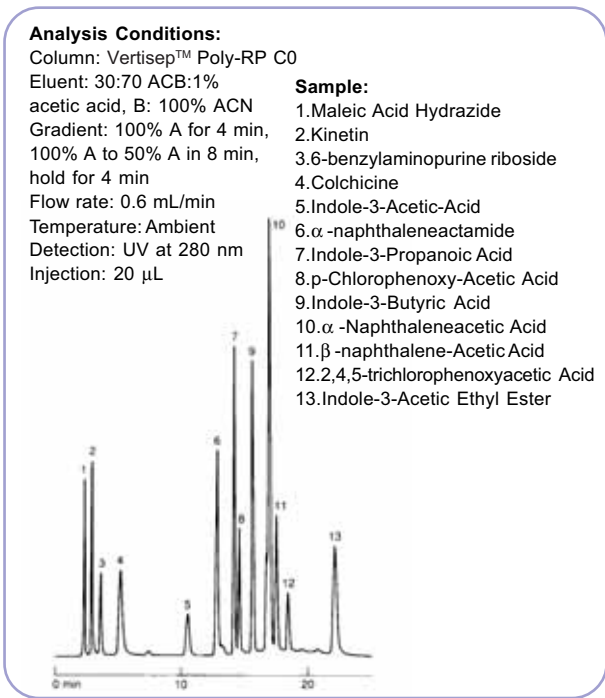 Analysis Conditions:
Column: Vertisep™ Poly-RP C0
Eluent: 30:70 ACB:1%
acetic acid, B: 100% ACN
Gradient: 100% A for 4 min,
100% A to 50% A in 8 min,
hold for 4 min
Flow rate: 0.6 mL/min
Temperature: Ambient
Detection: UV at 280 nm
Injection: 20 μL
Sample:
1.Maleic Acid Hydrazide
2.Kinetin
3.6-benzylaminopurine riboside
4.Colchicine
5.Indole-3-Acetic-Acid
6.α -naphthaleneactamide
7.Indole-3-Propanoic Acid
8.p-Chlorophenoxy-Acetic Acid
9.Indole-3-Butyric Acid
10.α -Naphthaleneacetic Acid
11.β -naphthalene-Acetic Acid
12.2,4,5-trichlorophenoxyacetic Acid
13.Indole-3-Acetic Ethyl Ester
1
2
3
4
5
6
7
8
9
10
11
12
13
0 min 10 20